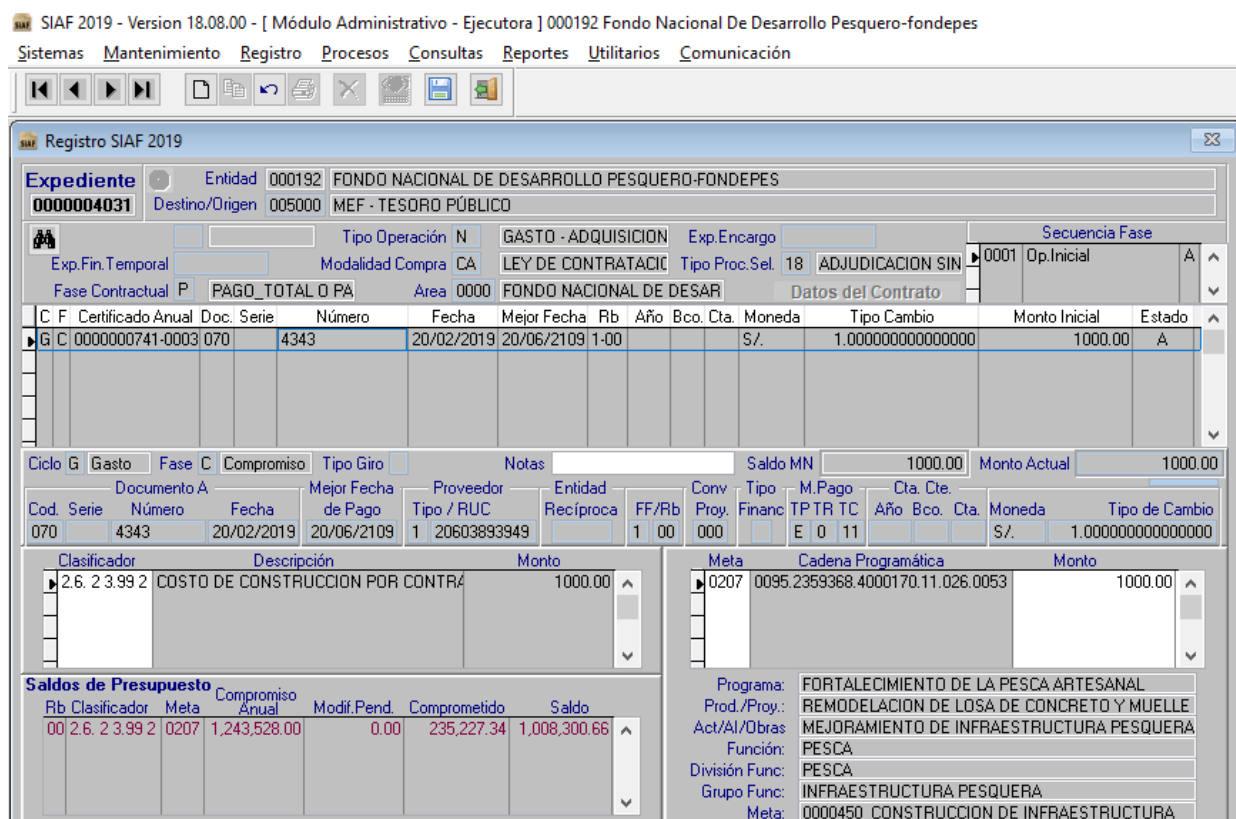 SIAF 2019 - Version 18.08.00 - [ Módulo Administrativo - Ejecutora ] 000192 Fondo Nacional De Desarrollo Pesquero-fondepes
Sistemas Mantenimiento Registro Procesos Consultas Reportes Utilitarios Comunicación
Registro SIAF 2019
Expediente Entidad 000192 FONDO NACIONAL DE DESARROLLO PESQUERO-FONDEPES
0000004031 Destino/Origen 005000 MEF - TESORO PÚBLICO
Tipo Operación N GASTO - ADQUISICION Exp.Encargo Secuencia Fase
Exp.Fin.Temporal Modalidad Compra CA LEY DE CONTRATACIC Tipo Proc.Sel. 18 ADJUDICACION SIN 0001 Op.Inicial A
Fase Contractual P PAGO_TOTAL O PA Area 0000 FONDO NACIONAL DE DESAR Datos del Contrato
C F Certificado Anual Doc. Serie Número Fecha Mejor Fecha Rb Año Bco. Cta. Moneda Tipo Cambio Monto Inicial Estado
G C 0000000741-0003 070 4343 20/02/2019 20/06/2109 1-00 S/. 1.000000000000000 1000.00 A
Ciclo G Gasto Fase C Compromiso Tipo Giro Notas Saldo MN 1000.00 Monto Actual 1000.00
Documento A Mejor Fecha Proveedor Entidad Conv Tipo M.Pago Cta. Cte.
Cod. Serie Número Fecha de Pago Tipo / RUC Recíproca FF/Rb Proy. Financ TP TR TC Año Bco. Cta. Moneda Tipo de Cambio
070 4343 20/02/2019 20/06/2109 1 20603893949 1 00 000 E 0 11 S/. 1.000000000000000
Clasificador Descripción Monto Meta Cadena Programática Monto
2.6. 2 3.99 2 COSTO DE CONSTRUCCION POR CONTRA 1000.00 0207 0095.2359368.4000170.11.026.0053 1000.00
Saldos de Presupuesto
Rb Clasificador Meta Compromiso Anual Modif.Pend. Comprometido Saldo
00 2.6. 2 3.99 2 0207 1,243,528.00 0.00 235,227.34 1,008,300.66
Programa: FORTALECIMIENTO DE LA PESCA ARTESANAL
Prod./Proy.: REMODELACION DE LOSA DE CONCRETO Y MUELLE
Act/AI/Obras MEJORAMIENTO DE INFRAESTRUCTURA PESQUERA
Función: PESCA
División Func: PESCA
Grupo Func: INFRAESTRUCTURA PESQUERA
Meta: 0000450 CONSTRUCCION DE INFRAESTRUCTURA